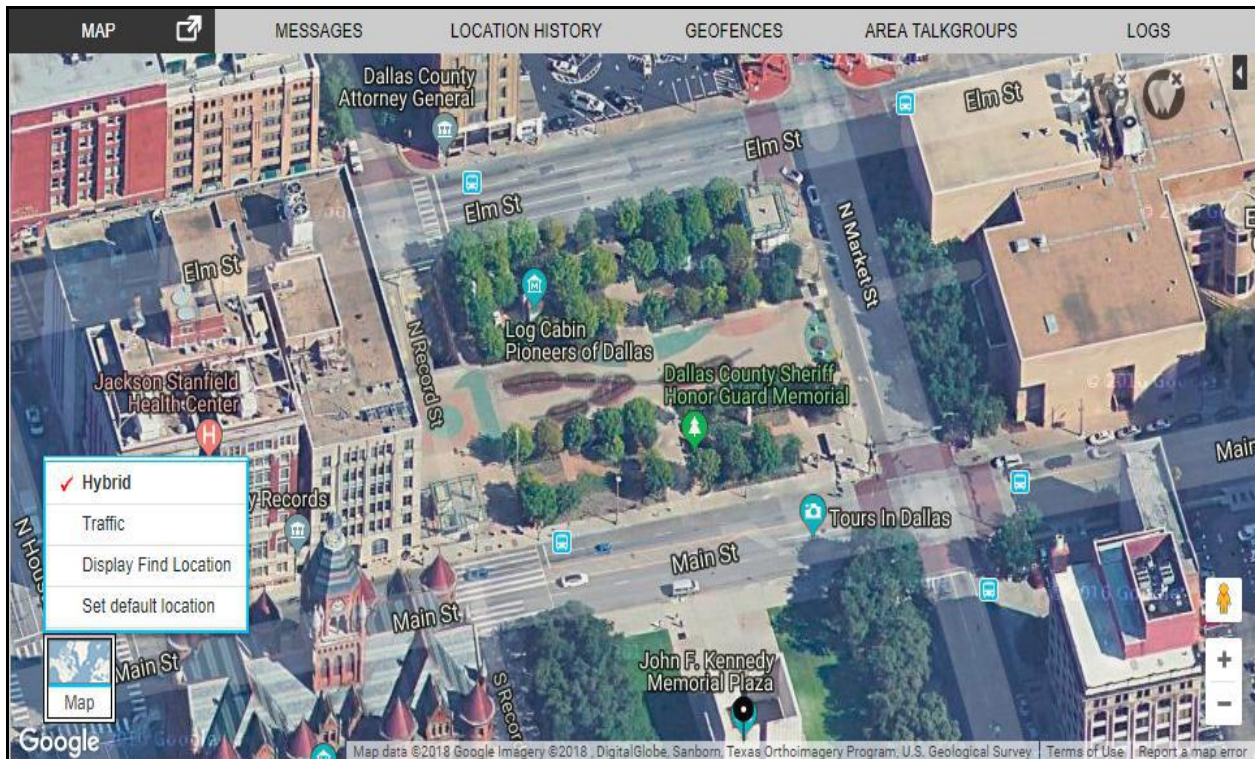 MAP
MESSAGES
LOCATION HISTORY
GEOFENCES
AREA TALKGROUPS
LOGS
Dallas County
Attorney General
Elm St
Elm St
Elm St
Elm St
N Market St
N Record St
Log Cabin
Pioneers of Dallas
Jackson Stanfield
Health Center
H
Dallas County Sheriff
Honor Guard Memorial
Main
Hybrid
Traffic
Display Find Location
Set default location
y Records
N Hous
Tours In Dallas
Main St
Main St
Main St
S Recor
John F. Kennedy
Memorial Plaza
Map
+
−
Google
Map data ©2018 Google Imagery ©2018 , DigitalGlobe, Sanborn, Texas Orthoimagery Program, U.S. Geological Survey
Terms of Use
Report a map error